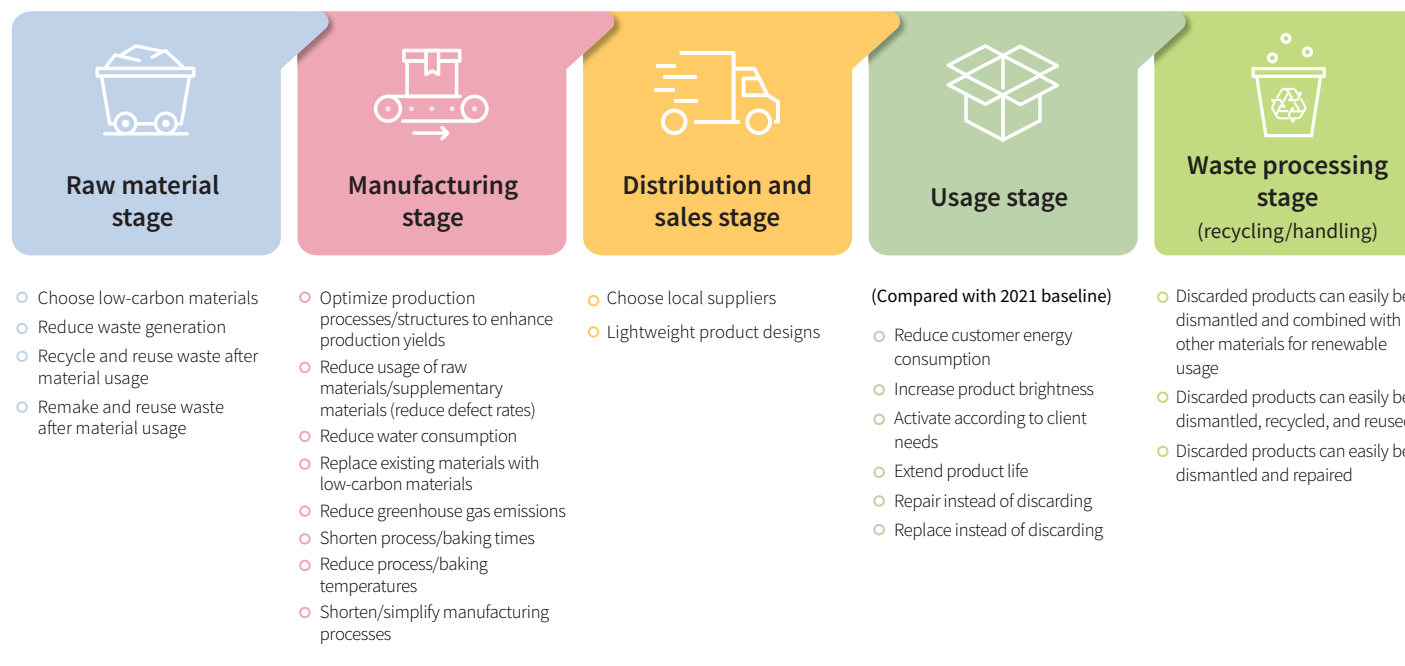 Raw material
stage
Choose low-carbon materials
Reduce waste generation
Recycle and reuse waste after
material usage
Remake and reuse waste
after material usage
Manufacturing
stage
Optimize production
processes/structures to enhance
production yields
Reduce usage of raw
materials/supplementary
materials (reduce defect rates)
Reduce water consumption
Replace existing materials with
low-carbon materials
Reduce greenhouse gas emissions
Shorten process/baking times
Reduce process/baking
temperatures
Shorten/simplify manufacturing
processes
Distribution and
sales stage
Choose local suppliers
Lightweight product designs
Usage stage
(Compared with 2021 baseline)
Reduce customer energy
consumption
Increase product brightness
Activate according to client
needs
Extend product life
Repair instead of discarding
Replace instead of discarding
Waste processing
stage
(recycling/handling)
Discarded products can easily be
dismantled and combined with
other materials for renewable
usage
Discarded products can easily be
dismantled, recycled, and reused
Discarded products can easily be
dismantled and repaired